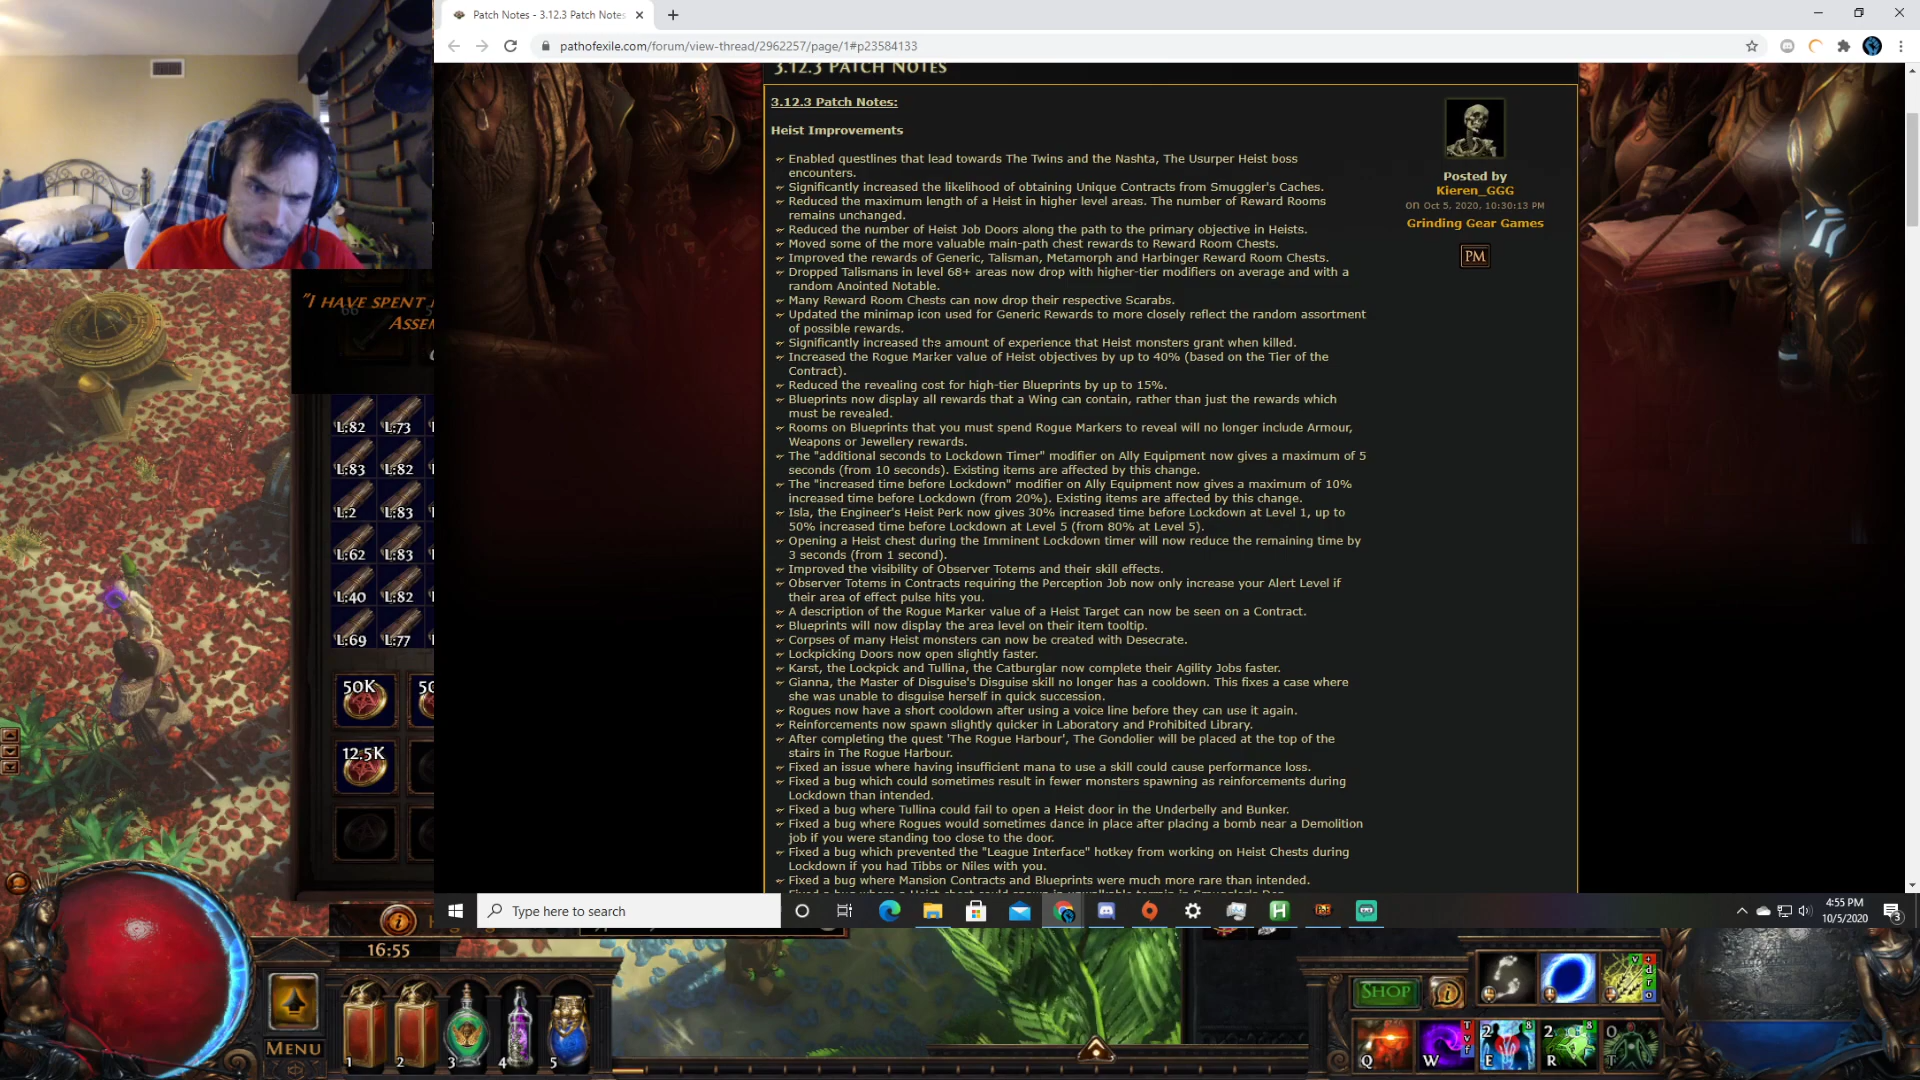 Patch Notes - 3.12.3 Patch Notes
pathofexile.com/forum/view-thread/2962257/page/1#p23584133
3.12.3 PATCH NOTES
3.12.3 Patch Notes:
Heist Improvements
Enabled questlines that lead towards The Twins and the Nashta, The Usurper Heist boss
encounters.
Significantly increased the likelihood of obtaining Unique Contracts from Smuggler's Caches.
Reduced the maximum length of a Heist in higher level areas. The number of Reward Rooms
remains unchanged.
Reduced the number of Heist Job Doors along the path to the primary objective in Heists.
Moved some of the more valuable main-path chest rewards to Reward Room Chests.
Improved the rewards of Generic, Talisman, Metamorph and Harbinger Reward Room Chests.
Dropped Talismans in level 68+ areas now drop with higher-tier modifiers on average and with a
random Anointed Notable.
Many Reward Room Chests can now drop their respective Scarabs.
Updated the minimap icon used for Generic Rewards to more closely reflect the random assortment
of possible rewards.
Significantly increased the amount of experience that Heist monsters grant when killed.
Increased the Rogue Marker value of Heist objectives by up to 40% (based on the Tier of the
Contract).
Reduced the revealing cost for high-tier Blueprints by up to 15%.
Blueprints now display all rewards that a Wing can contain, rather than just the rewards which
must be revealed.
Rooms on Blueprints that you must spend Rogue Markers to reveal will no longer include Armour,
Weapons or Jewellery rewards.
The "additional seconds to Lockdown Timer" modifier on Ally Equipment now gives a maximum of 5
seconds (from 10 seconds). Existing items are affected by this change.
The "increased time before Lockdown" modifier on Ally Equipment now gives a maximum of 10%
increased time before Lockdown (from 20%). Existing items are affected by this change.
Isla, the Engineer's Heist Perk now gives 30% increased time before Lockdown at Level 1, up to
50% increased time before Lockdown at Level 5 (from 80% at Level 5).
Opening a Heist chest during the Imminent Lockdown timer will now reduce the remaining time by
3 seconds (from 1 second).
Improved the visibility of Observer Totems and their skill effects.
Observer Totems in Contracts requiring the Perception Job now only increase your Alert Level if
their area of effect pulse hits you.
A description of the Rogue Marker value of a Heist Target can now be seen on a Contract.
Blueprints will now display the area level on their item tooltip.
Corpses of many Heist monsters can now be created with Desecrate.
Lockpicking Doors now open slightly faster.
Karst, the Lockpick and Tullina, the Catburglar now complete their Agility Jobs faster.
Gianna, the Master of Disguise's Disguise skill no longer has a cooldown. This fixes a case where
she was unable to disguise herself in quick succession.
Rogues now have a short cooldown after using a voice line before they can use it again.
Reinforcements now spawn slightly quicker in Laboratory and Prohibited Library.
After completing the quest 'The Rogue Harbour', The Gondolier will be placed at the top of the
stairs in The Rogue Harbour.
Fixed an issue where having insufficient mana to use a skill could cause performance loss.
Fixed a bug which could sometimes result in fewer monsters spawning as reinforcements during
Lockdown than intended.
Fixed a bug where Tullina could fail to open a Heist door in the Underbelly and Bunker.
Fixed a bug where Rogues would sometimes dance in place after placing a bomb near a Demolition
job if you were standing too close to the door.
Fixed a bug which prevented the "League Interface" hotkey from working on Heist Chests during
Lockdown if you had Tibbs or Niles with you.
Fixed a bug where Mansion Contracts and Blueprints were much more rare than intended.
Posted by
Kieren_GGG
on Oct 5, 2020, 10:30:13 PM
Grinding Gear Games
PM
"I HAVE SPENT
ASSEM
L:82 L:73
L:83 L:82
L:2 L:83
L:62 L:83
L:40 L:82
L:69 L:77
50K
12.5K
Type here to search
4:55 PM
10/5/2020
3
16:55
MENU
1 2 3 4 5
SHOP
Q W E R T